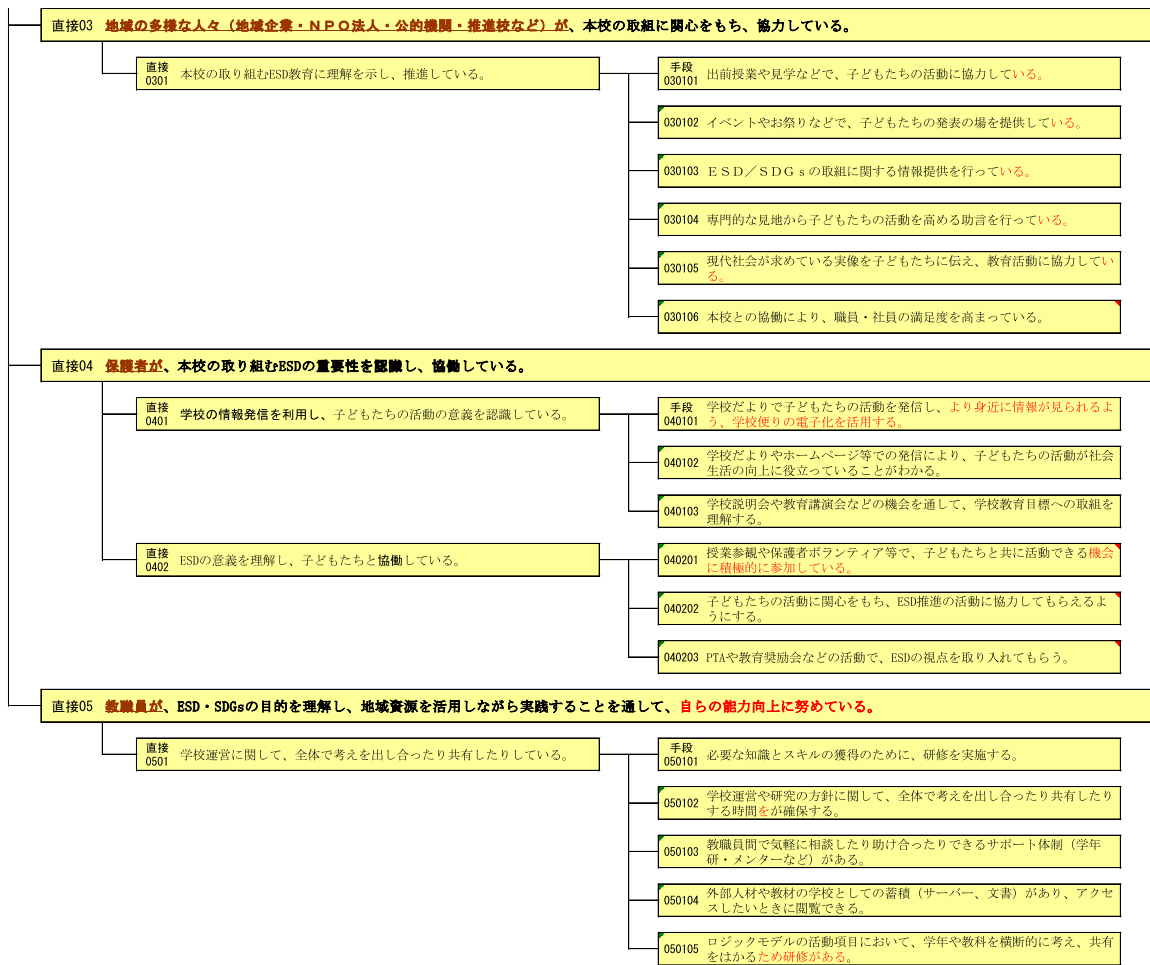 直接03 地域の多様な人々（地域企業・ＮＰＯ法人・公的機関・推進校など）が、本校の取組に関心をもち、協力している。
直接
0301 本校の取り組むESD教育に理解を示し、推進している。
手段
030101 出前授業や見学などで、子どもたちの活動に協力している。
030102 イベントやお祭りなどで、子どもたちの発表の場を提供している。
030103 ＥＳＤ／ＳＤＧｓの取組に関する情報提供を行っている。
030104 専門的な見地から子どもたちの活動を高める助言を行っている。
030105 現代社会が求めている実像を子どもたちに伝え、教育活動に協力してい
る。
030106 本校との協働により、職員・社員の満足度を高まっている。
直接04 保護者が、本校の取り組むESDの重要性を認識し、協働している。
直接
0401 学校の情報発信を利用し、子どもたちの活動の意義を認識している。
手段
040101 学校だよりで子どもたちの活動を発信し、より身近に情報が見られるよ
う、学校便りの電子化を活用する。
040102 学校だよりやホームページ等での発信により、子どもたちの活動が社会
生活の向上に役立っていることがわかる。
040103 学校説明会や教育講演会などの機会を通して、学校教育目標への取組を
理解する。
直接
0402 ESDの意義を理解し、子どもたちと協働している。
040201 授業参観や保護者ボランティア等で、子どもたちと共に活動できる機会
に積極的に参加している。
040202 子どもたちの活動に関心をもち、ESD推進の活動に協力してもらえるよ
うにする。
040203 PTAや教育奨励会などの活動で、ESDの視点を取り入れてもらう。
直接05 教職員が、ESD・SDGsの目的を理解し、地域資源を活用しながら実践することを通して、自らの能力向上に努めている。
直接
0501 学校運営に関して、全体で考えを出し合ったり共有したりしている。
手段
050101 必要な知識とスキルの獲得のために、研修を実施する。
050102 学校運営や研究の方針に関して、全体で考えを出し合ったり共有したり
する時間をが確保する。
050103 教職員間で気軽に相談したり助け合ったりできるサポート体制（学年
研・メンターなど）がある。
050104 外部人材や教材の学校としての蓄積（サーバー、文書）があり、アクセ
スしたいときに閲覧できる。
050105 ロジックモデルの活動項目において、学年や教科を横断的に考え、共有
をはかるため研修がある。